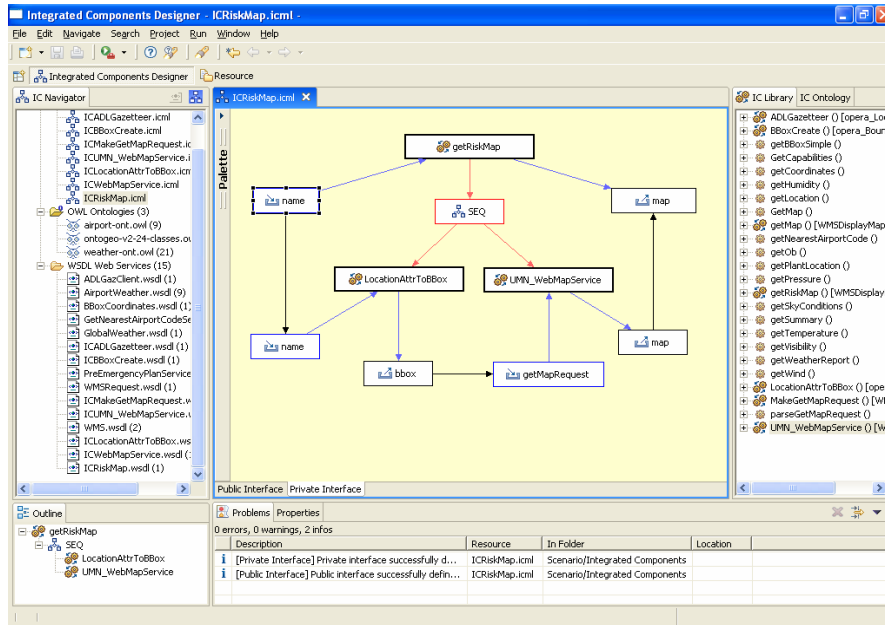 Integrated Components Designer - ICRiskMap.icml -
File Edit Navigate Search Project Run Window Help
Integrated Components Designer
Resource
IC Navigator
ICADLGazetteer.icml
ICBBoxCreate.icml
ICMakeGetMapRequest.ic
ICUMN_WebMapService.i
ICLocationAttrToBBox.icm
ICWebMapService.icml
ICRiskMap.icml
OWL Ontologies (3)
airport-ont.owl (9)
ontogeo-v2-24-classes.ou
weather-ont.owl (21)
WSDL Web Services (15)
ADLGazClient.wsdl (1)
AirportWeather.wsdl (9)
BBoxCoordinates.wsdl (1)
GetNearestAirportCodeSe
GlobalWeather.wsdl (1)
ICADLGazetteer.wsdl (1)
ICBBoxCreate.wsdl (1)
PreEmergencyPlanService
WMSRequest.wsdl (1)
ICMakeGetMapRequest.w
ICUMN_WebMapService.
WMS.wsdl (2)
ICLocationAttrToBBox.ws
ICWebMapService.wsdl (
ICRiskMap.wsdl (1)
ICRiskMap.icml
Palette
getRiskMap
name
map
SEQ
LocationAttrToBBox
UMN_WebMapService
name
map
bbox
getMapRequest
Public Interface Private Interface
IC Library IC Ontology
ADLGazetteer () [opera_Loc
BBoxCreate () [opera_Boun
getBBoxSimple ()
GetCapabilities ()
getCoordinates ()
getHumidity ()
getLocation ()
GetMap ()
getMap () [WMSDisplayMap
getNearestAirportCode ()
getOb ()
getPlantLocation ()
getPressure ()
getRiskMap () [WMSDisplay
getSkyConditions ()
getSummary ()
getTemperature ()
getVisibility ()
getWeatherReport ()
getWind ()
LocationAttrToBBox () [ope
MakeGetMapRequest () [W
parseGetMapRequest ()
UMN_WebMapService () [W
Outline
getRiskMap
SEQ
LocationAttrToBBox
UMN_WebMapService
Problems Properties
0 errors, 0 warnings, 2 infos
Description Resource In Folder Location
[Private Interface] Private interface successfully d... ICRiskMap.icml Scenario/Integrated Components
[Public Interface] Public interface successfully defin... ICRiskMap.icml Scenario/Integrated Components